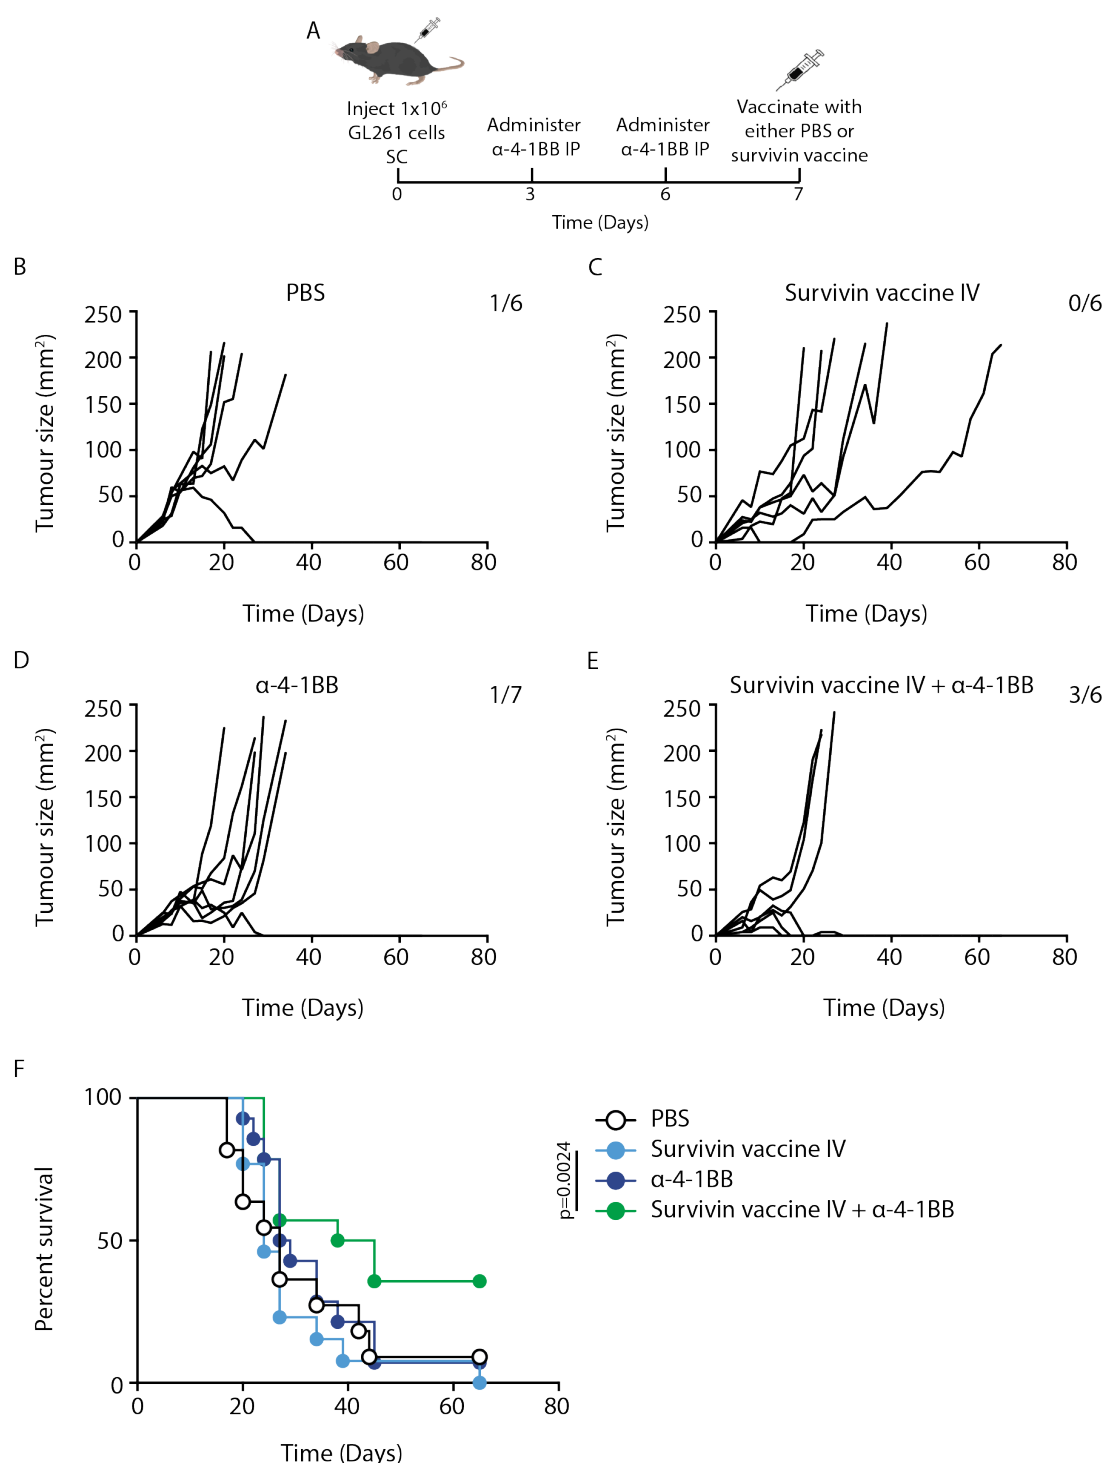 A
Inject 1x10⁶
GL261 cells
SC
Administer
α-4-1BB IP
Administer
α-4-1BB IP
Vaccinate with
either PBS or
survivin vaccine
0 3 6 7
Time (Days)
B
PBS
1/6
Tumour size (mm²)
250
200
150
100
50
0
0 20 40 60 80
Time (Days)
C
Survivin vaccine IV
0/6
Tumour size (mm²)
250
200
150
100
50
0
0 20 40 60 80
Time (Days)
D
α-4-1BB
1/7
Tumour size (mm²)
250
200
150
100
50
0
0 20 40 60 80
Time (Days)
E
Survivin vaccine IV + α-4-1BB
3/6
Tumour size (mm²)
250
200
150
100
50
0
0 20 40 60 80
Time (Days)
F
Percent survival
100
50
0
0 20 40 60 80
Time (Days)
p=0.0024
PBS
Survivin vaccine IV
α-4-1BB
Survivin vaccine IV + α-4-1BB